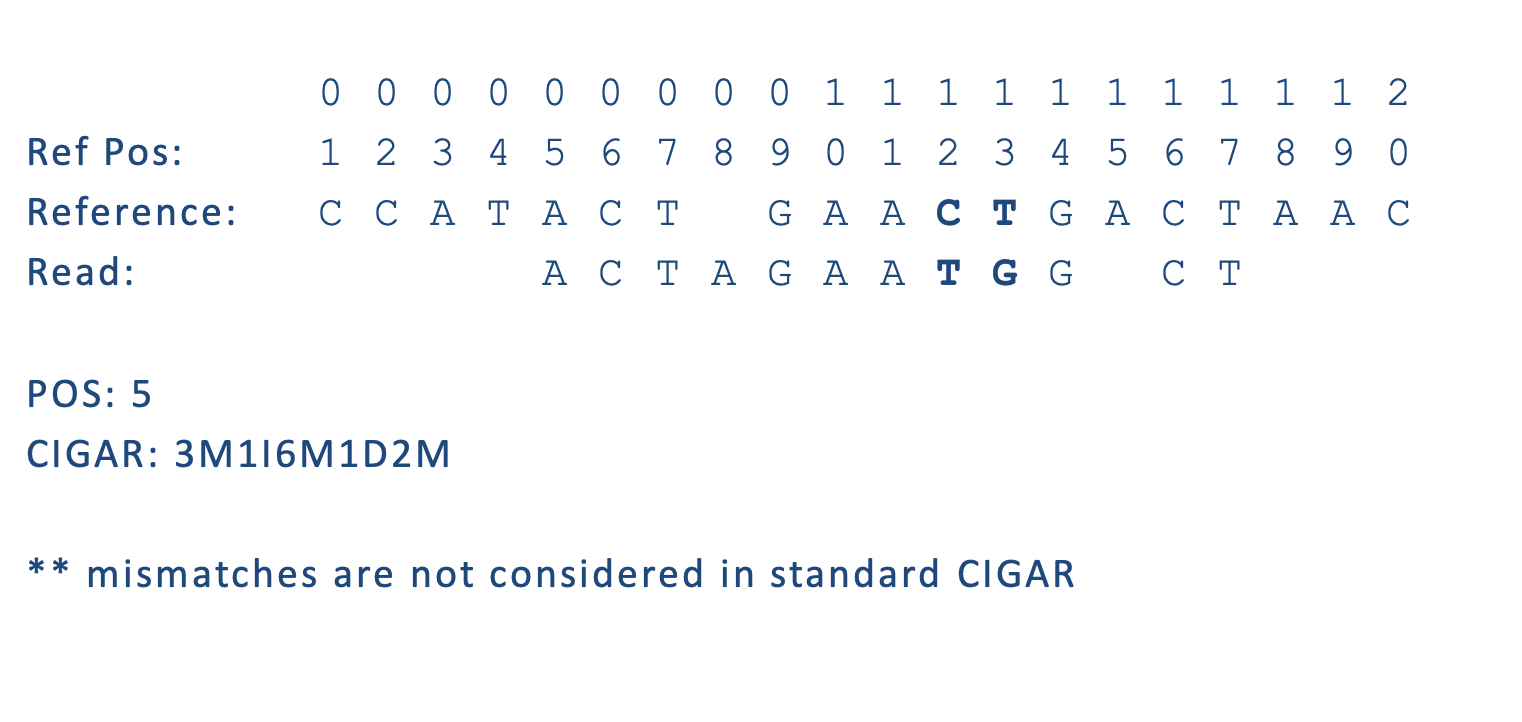 0 0 0 0 0 0 0 0 0 1 1 1 1 1 1 1 1 1 1 2
Ref Pos: 1 2 3 4 5 6 7 8 9 0 1 2 3 4 5 6 7 8 9 0
Reference: C C A T A C T G A A C T G A C T A A C
Read: A C T A G A A T G G C T
POS: 5
CIGAR: 3M1I6M1D2M
** mismatches are not considered in standard CIGAR